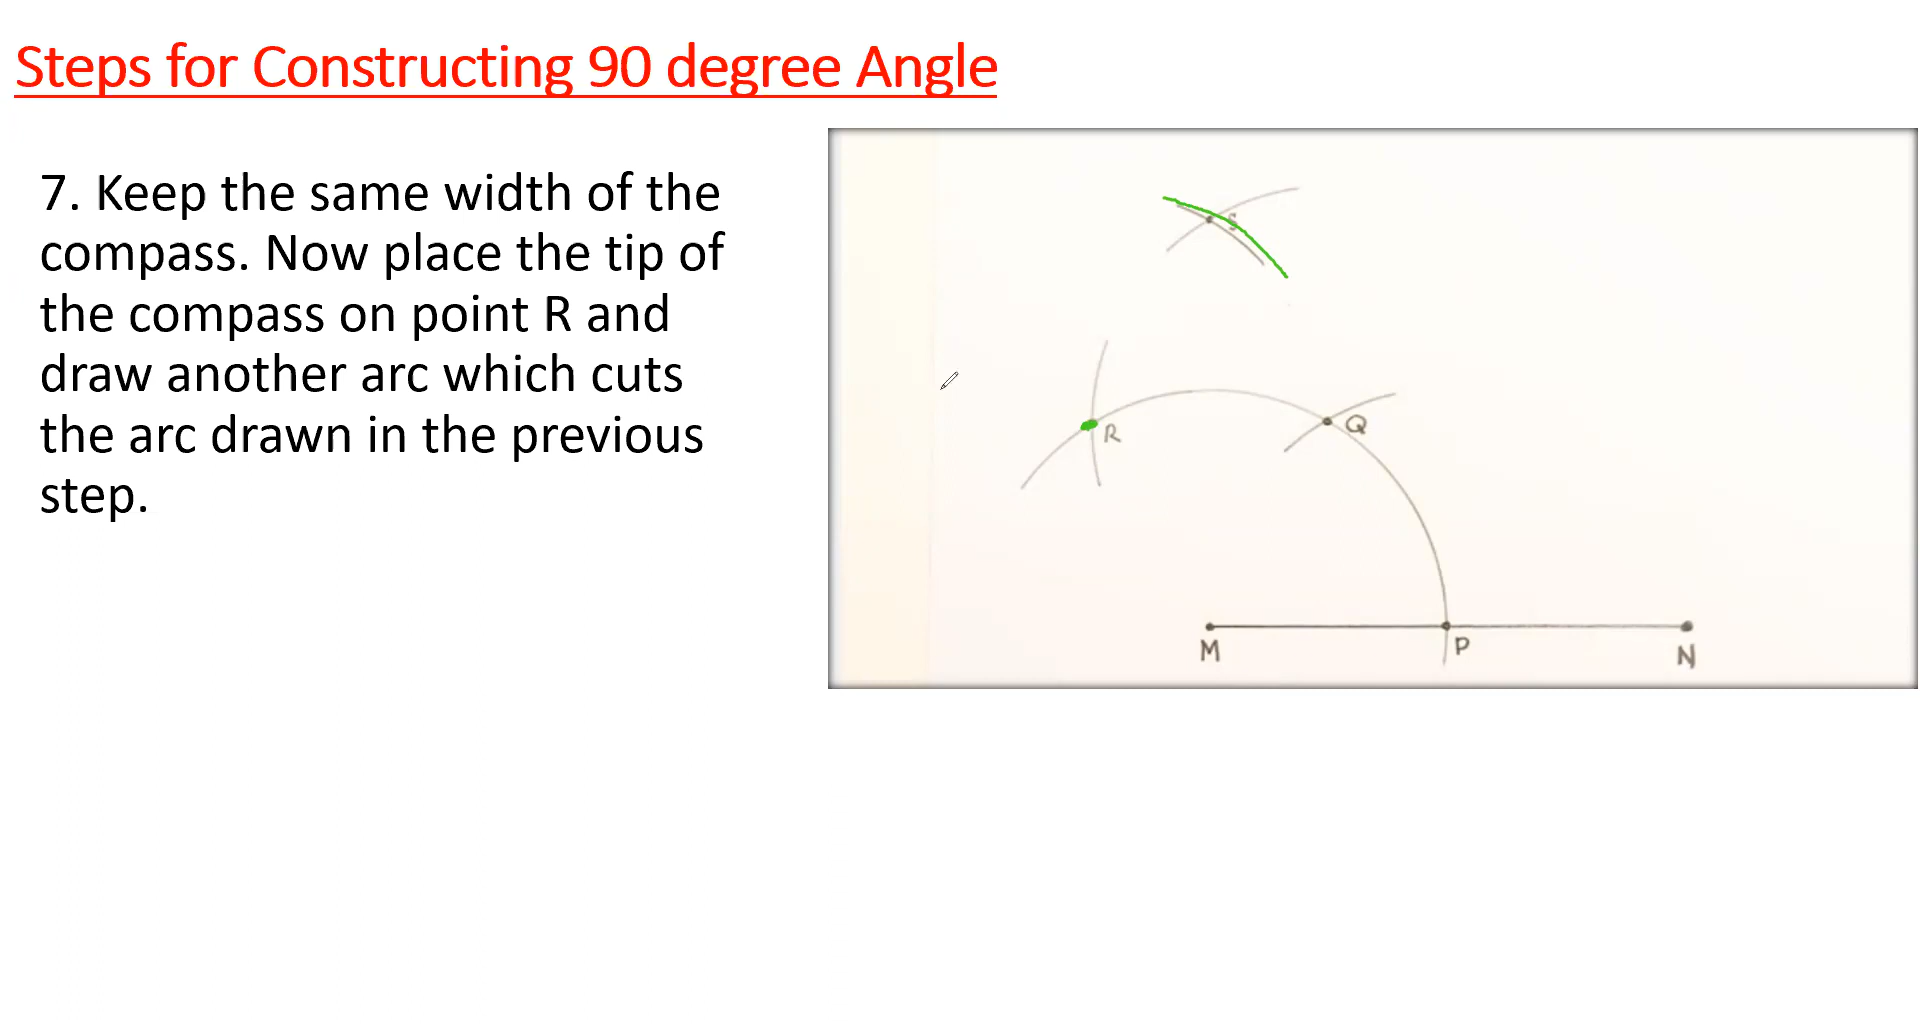 Steps for Constructing 90 degree Angle
7. Keep the same width of the
compass. Now place the tip of
the compass on point R and
draw another arc which cuts
the arc drawn in the previous
step.
S
R
Q
M
P
N